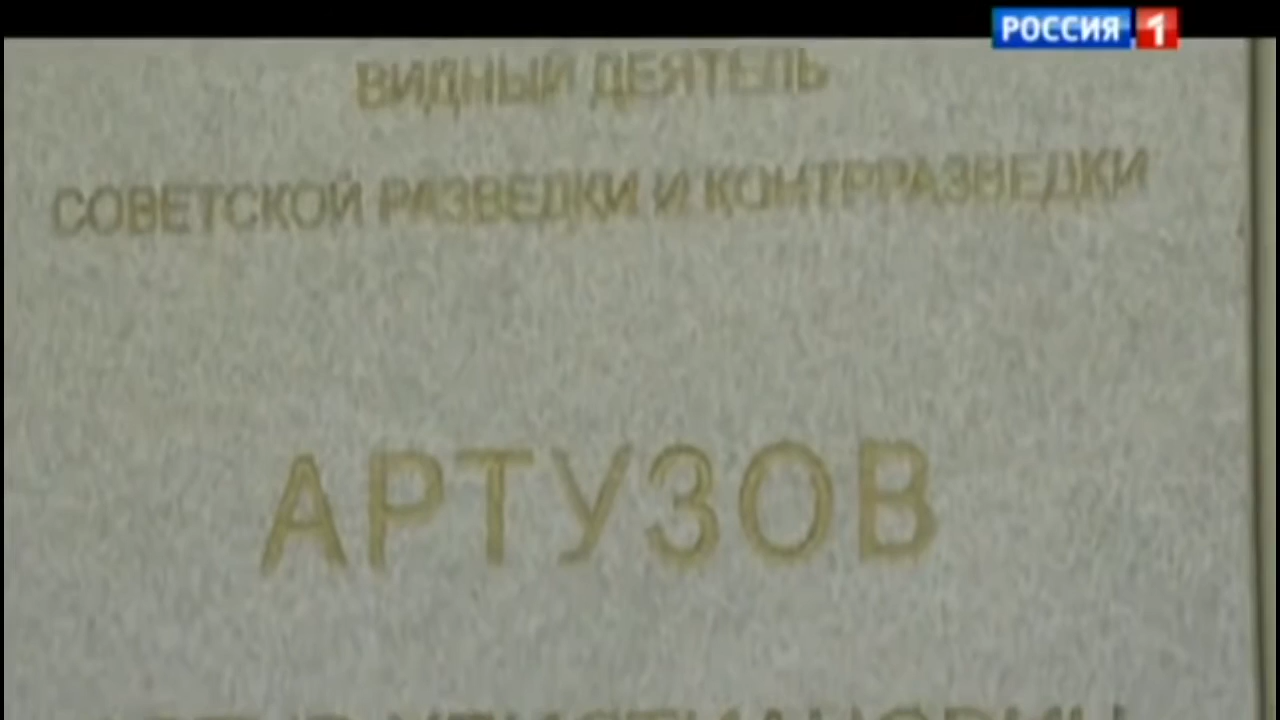 РОССИЯ 1
ВИДНЫЙ ДЕЯТЕЛЬ
СОВЕТСКОЙ РАЗВЕДКИ И КОНТРРАЗВЕДКИ
АРТУЗОВ